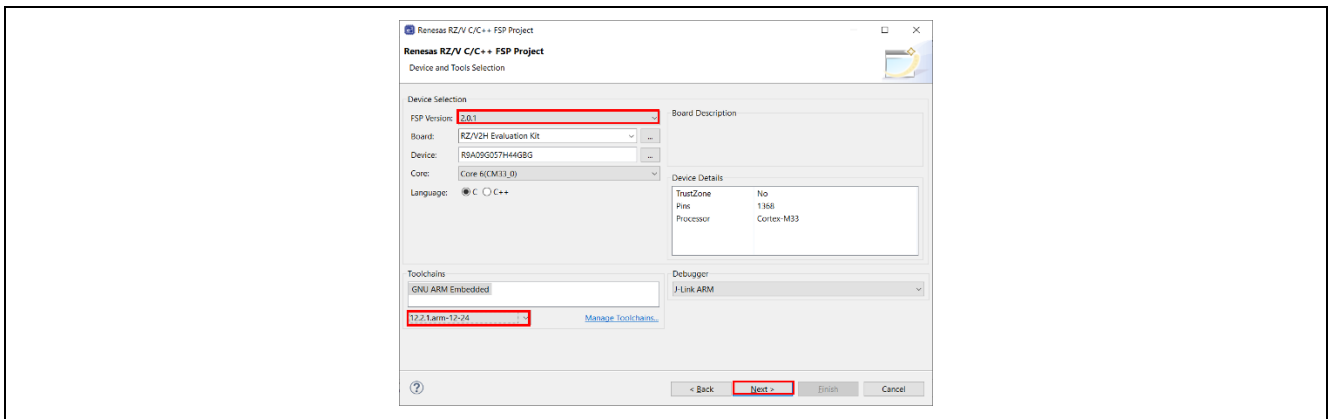 Renesas RZ/V C/C++ FSP Project
Renesas RZ/V C/C++ FSP Project
Device and Tools Selection
Device Selection
FSP Version: 2.0.1
Board: RZ/V2H Evaluation Kit ...
Device: R9A09G057H44GBG ...
Core: Core 6(CM33_0)
Language: C C++
Board Description
Device Details
TrustZone No
Pins 1368
Processor Cortex-M33
Toolchains
GNU ARM Embedded
12.2.1.arm-12-24 Manage Toolchains...
Debugger
J-Link ARM
? < Back Next > Finish Cancel